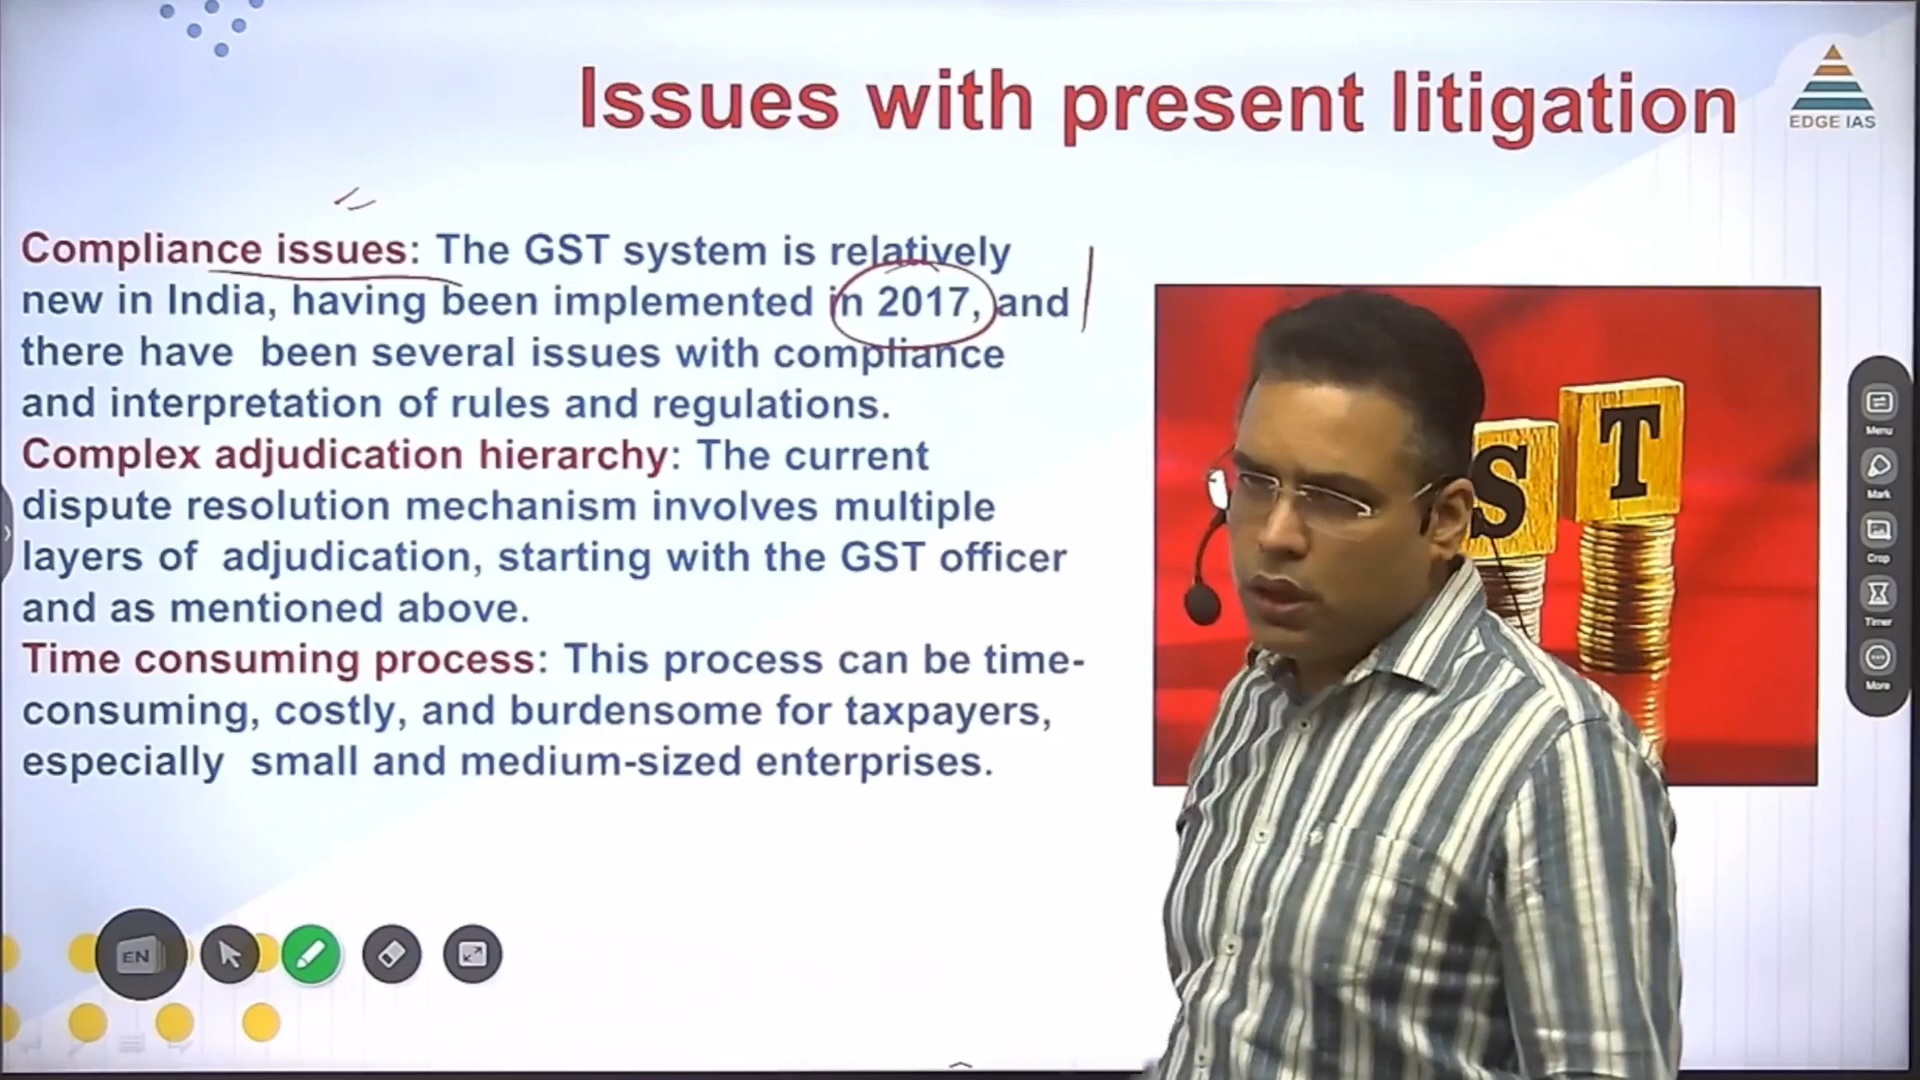 Issues with present litigation
EDGE IAS
Compliance issues: The GST system is relatively
new in India, having been implemented in 2017, and
there have been several issues with compliance
and interpretation of rules and regulations.
Complex adjudication hierarchy: The current
dispute resolution mechanism involves multiple
layers of adjudication, starting with the GST officer
and as mentioned above.
Time consuming process: This process can be time-
consuming, costly, and burdensome for taxpayers,
especially small and medium-sized enterprises.
S
T
Menu
Mark
Crop
Timer
More
EN